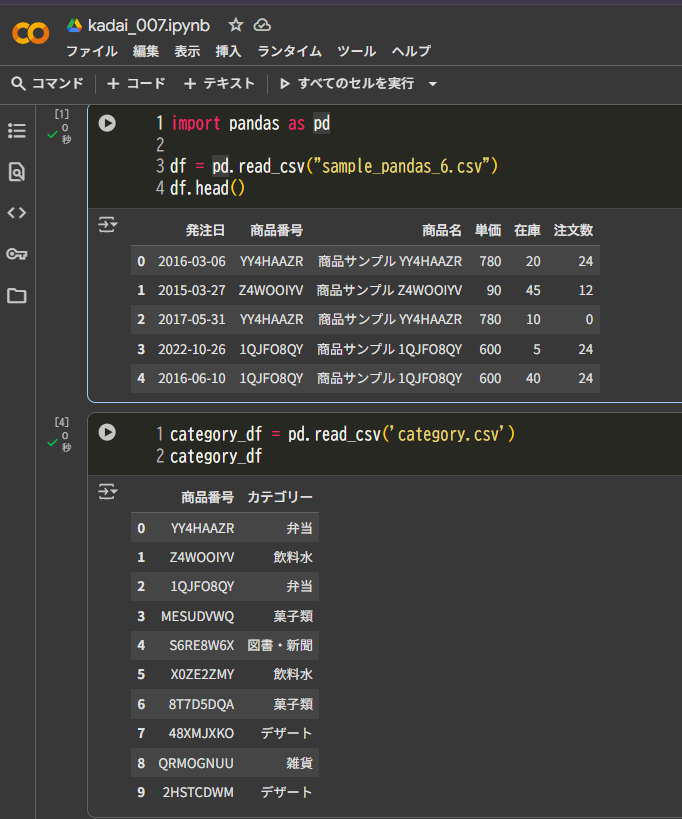 kadai_007.ipynb
ファイル 編集 表示 挿入 ランタイム ツール ヘルプ
コマンド + コード + テキスト すべてのセルを実行
[1]
0
秒
1 import pandas as pd
2
3 df = pd.read_csv("sample_pandas_6.csv")
4 df.head()
発注日 商品番号 商品名 単価 在庫 注文数
0 2016-03-06 YY4HAAZR 商品サンプル YY4HAAZR 780 20 24
1 2015-03-27 Z4WOOIYV 商品サンプル Z4WOOIYV 90 45 12
2 2017-05-31 YY4HAAZR 商品サンプル YY4HAAZR 780 10 0
3 2022-10-26 1QJFO8QY 商品サンプル 1QJFO8QY 600 5 24
4 2016-06-10 1QJFO8QY 商品サンプル 1QJFO8QY 600 40 24
[4]
0
秒
1 category_df = pd.read_csv('category.csv')
2 category_df
商品番号 カテゴリー
0 YY4HAAZR 弁当
1 Z4WOOIYV 飲料水
2 1QJFO8QY 弁当
3 MESUDVWQ 菓子類
4 S6RE8W6X 図書・新聞
5 X0ZE2ZMY 飲料水
6 8T7D5DQA 菓子類
7 48XMJXKO デザート
8 QRMOGNUU 雑貨
9 2HSTCDWM デザート